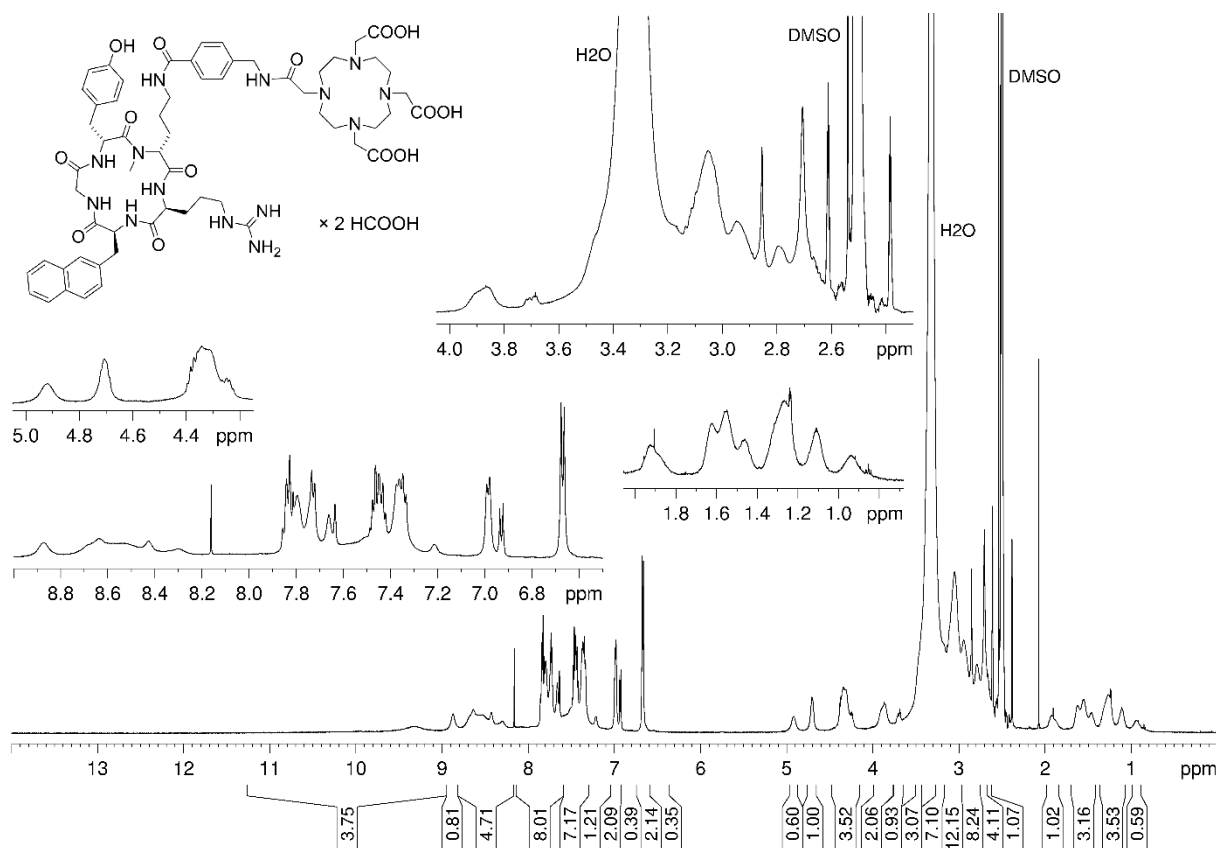 OH
O
HN
O
NH
COOH
N
N
N
N
COOH
COOH
O
NH
O
N
O
O
NH
HN
O
N
H
O
N
H
NH
NH2
× 2 HCOOH
H2O
DMSO
4.0 3.8 3.6 3.4 3.2 3.0 2.8 2.6 ppm
DMSO
H2O
5.0 4.8 4.6 4.4 ppm
1.8 1.6 1.4 1.2 1.0 ppm
8.8 8.6 8.4 8.2 8.0 7.8 7.6 7.4 7.2 7.0 6.8 ppm
13 12 11 10 9 8 7 6 5 4 3 2 1 ppm
3.75 0.81 4.71 8.01 7.17 1.21 2.09 0.39 2.14 0.35 0.60 1.00 3.52 2.06 0.93 3.07 7.10 12.15 8.24 4.11 1.07 1.02 3.16 3.53 0.59